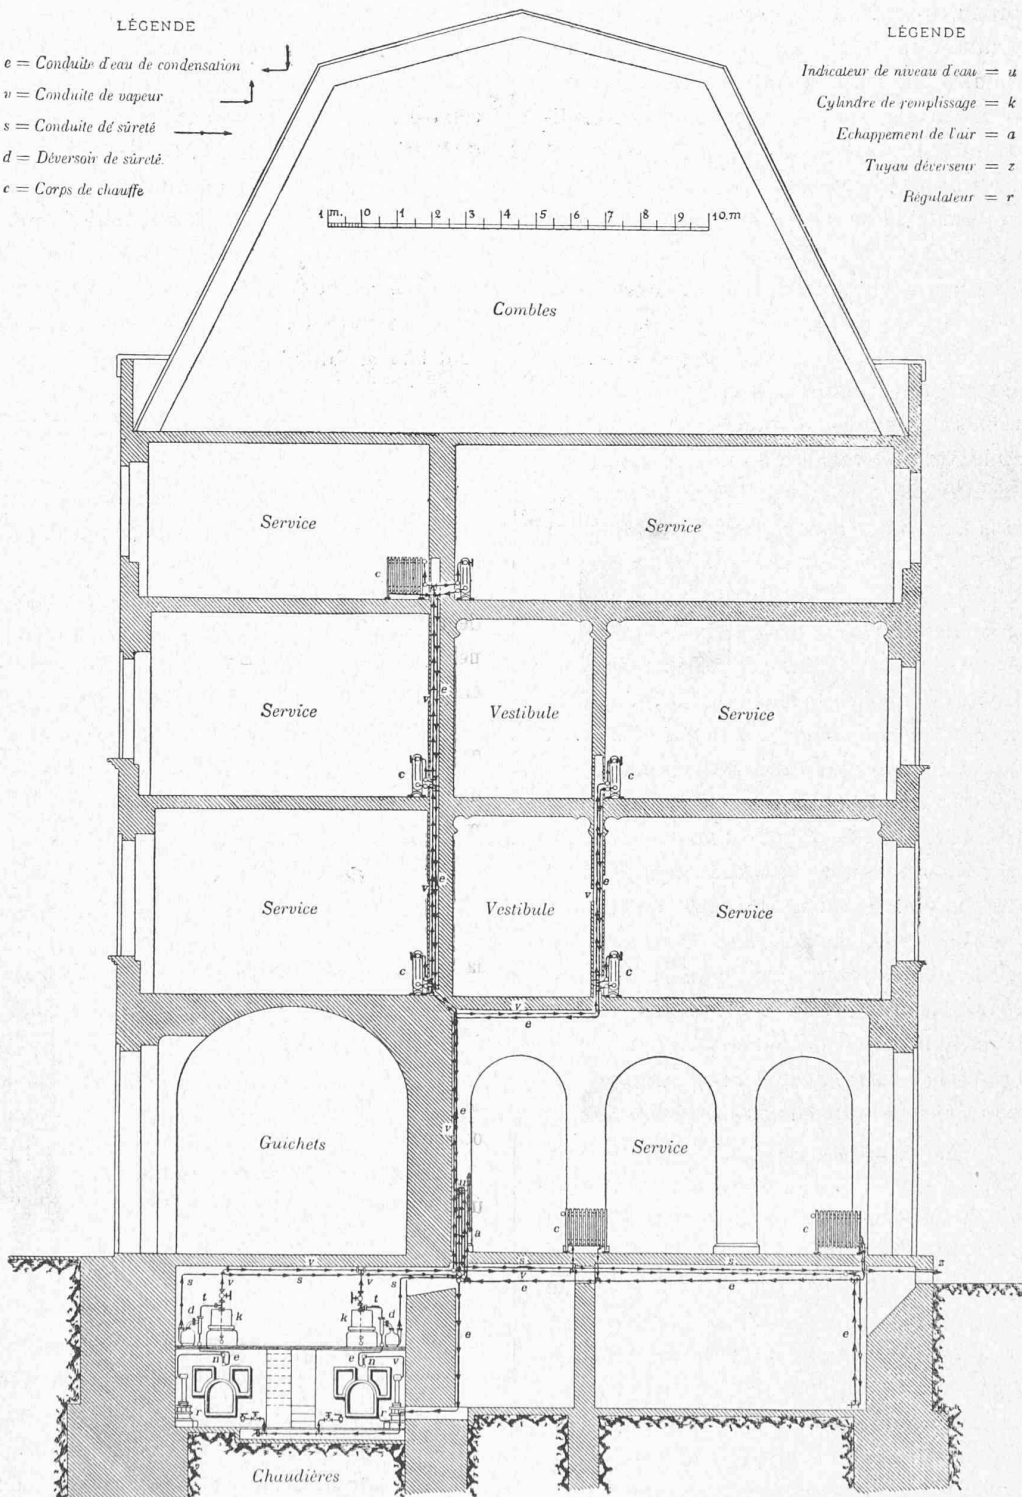 LÉGENDE
e = Conduite d'eau de condensation
v = Conduite de vapeur
s = Conduite de sûreté
d = Déversoir de sûreté.
c = Corps de chauffe
LÉGENDE
Indicateur de niveau d'eau = u
Cylindre de remplissage = k
Echappement de l'air = a
Tuyau déverseur = z
Régulateur = r
1 m. 0 1 2 3 4 5 6 7 8 9 10.m
Combles
Service Service
c
Service Vestibule Service
v e
c c
Service Vestibule Service
v e v e
c c
v
e
Guichets Service
e
v
u
a c c
v s s z
s v s v s v
e e
d t t d
k k
e e
n e e n v
r r
Chaudières